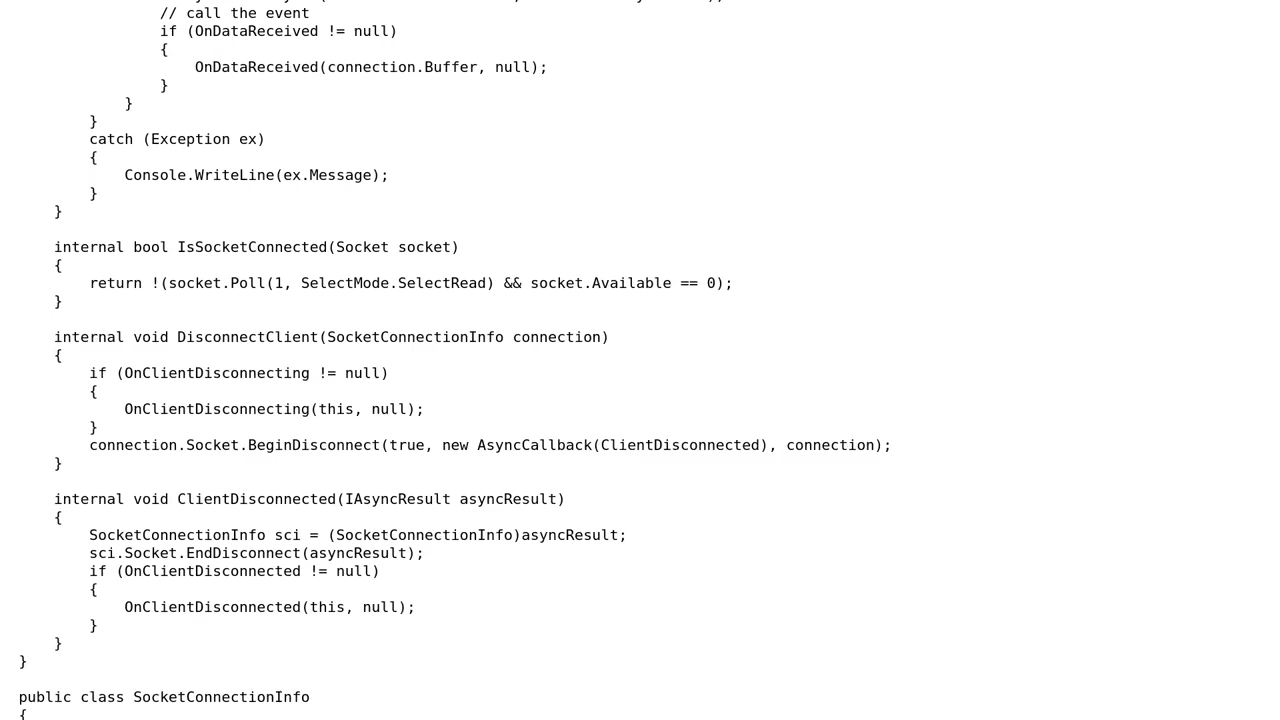 // call the event
if (OnDataReceived != null)
{
OnDataReceived(connection.Buffer, null);
}
}
}
catch (Exception ex)
{
Console.WriteLine(ex.Message);
}
}
internal bool IsSocketConnected(Socket socket)
{
return !(socket.Poll(1, SelectMode.SelectRead) && socket.Available == 0);
}
internal void DisconnectClient(SocketConnectionInfo connection)
{
if (OnClientDisconnecting != null)
{
OnClientDisconnecting(this, null);
}
connection.Socket.BeginDisconnect(true, new AsyncCallback(ClientDisconnected), connection);
}
internal void ClientDisconnected(IAsyncResult asyncResult)
{
SocketConnectionInfo sci = (SocketConnectionInfo)asyncResult;
sci.Socket.EndDisconnect(asyncResult);
if (OnClientDisconnected != null)
{
OnClientDisconnected(this, null);
}
}
}
public class SocketConnectionInfo
{